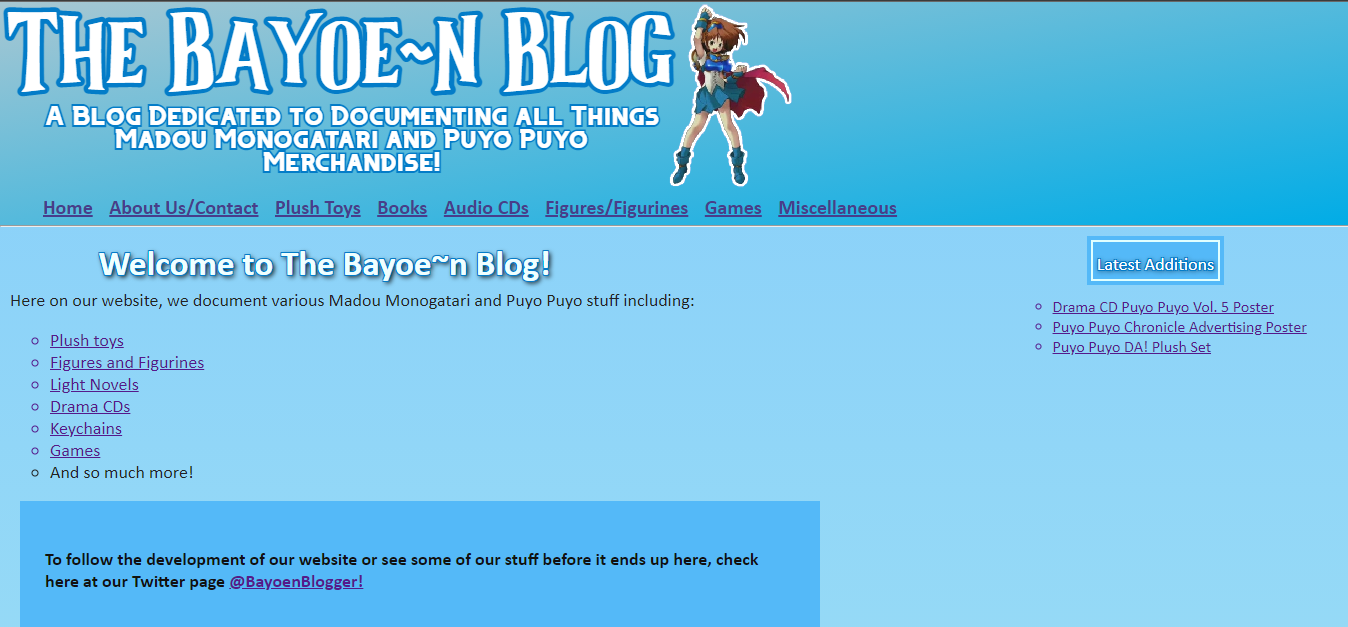 The Bayoe~n Blog
A Blog Dedicated to Documenting all Things
Madou Monogatari and Puyo Puyo
Merchandise!
Home About Us/Contact Plush Toys Books Audio CDs Figures/Figurines Games Miscellaneous
Welcome to The Bayoe~n Blog!
Here on our website, we document various Madou Monogatari and Puyo Puyo stuff including:
Plush toys
Figures and Figurines
Light Novels
Drama CDs
Keychains
Games
And so much more!
To follow the development of our website or see some of our stuff before it ends up here, check
here at our Twitter page @BayoenBlogger!
Latest Additions
Drama CD Puyo Puyo Vol. 5 Poster
Puyo Puyo Chronicle Advertising Poster
Puyo Puyo DA! Plush Set